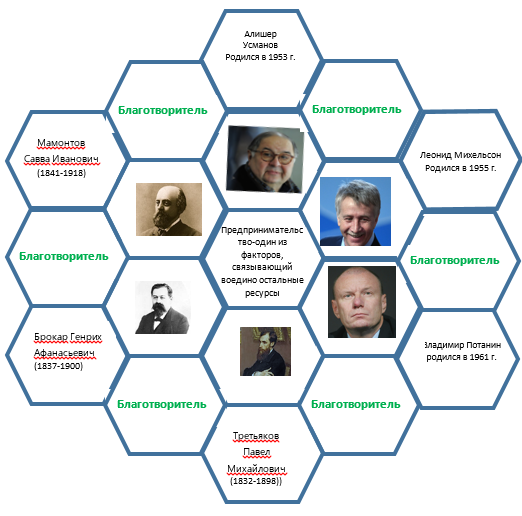 Алишер
Усманов
Родился в 1953 г.
Благотворитель
Благотворитель
Мамонтов
Савва Иванович
(1841-1918)
Леонид Михельсон
Родился в 1955 г.
Предпринимательс
тво-один из
факторов,
связывающий
воедино остальные
ресурсы
Благотворитель
Благотворитель
Брокар Генрих
Афанасьевич
(1837-1900)
Владимир Потанин
родился в 1961 г.
Благотворитель
Благотворитель
Третьяков
Павел
Михайлович
(1832-1898))